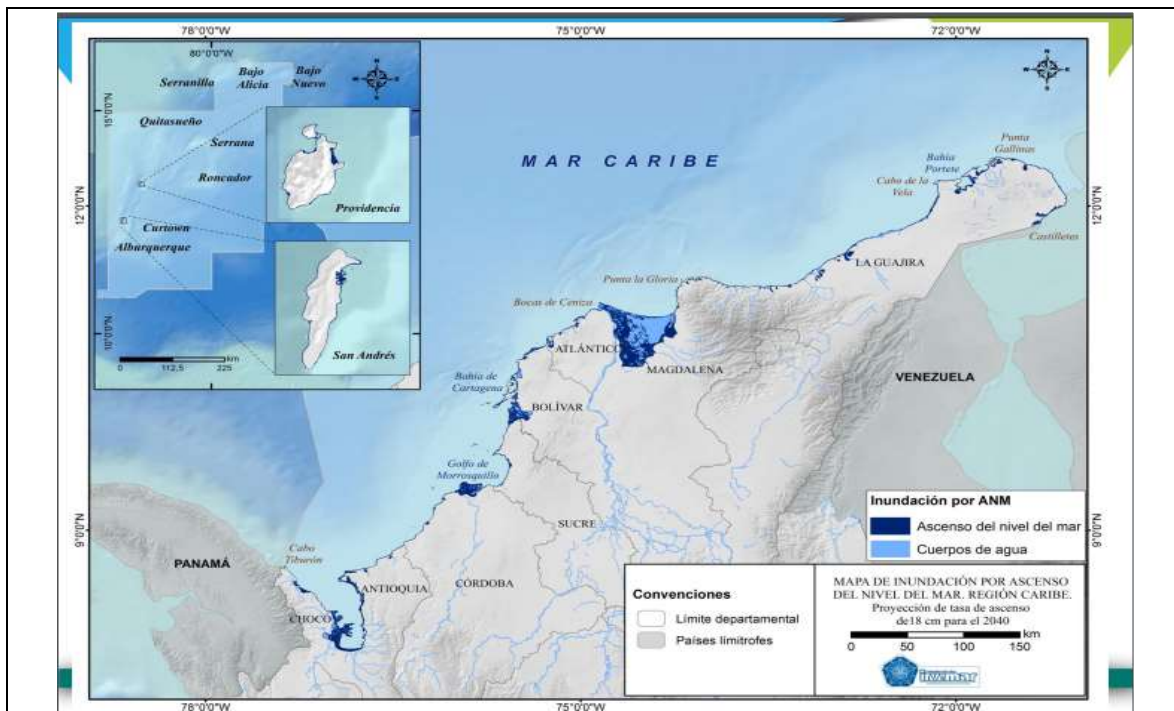 78°0'0"W
75°0'0"W
72°0'0"W
80°0'0"W
Serranilla
Bajo
Alicia
Bajo
Nuevo
15°0'0"N
Quitasueño
Serrana
Roncador
Providencia
12°0'0"N
Curtown
Alburquerque
San Andrés
10°0'0"N
0 112,5 225
km
MAR CARIBE
Punta
Gallinas
Bahía
Portete
Cabo de la
Vela
12°0'0"N
Castilletes
LA GUAJIRA
Punta la Gloria
Bocas de Ceniza
ATLÁNTICO
MAGDALENA
VENEZUELA
Bahía de
Cartagena
BOLÍVAR
Golfo de
Morrosquillo
SUCRE
9°0'0"N
9°0'0"N
Cabo
Tiburón
PANAMÁ
ANTIOQUIA
CÓRDOBA
CHOCÓ
Inundación por ANM
Ascenso del nivel del mar
Cuerpos de agua
Convenciones
Límite departamental
Países límitrofes
MAPA DE INUNDACIÓN POR ASCENSO
DEL NIVEL DEL MAR. REGIÓN CARIBE.
Proyección de tasa de ascenso
de18 cm para el 2040
km
0 50 100 150
invemar
78°0'0"W
75°0'0"W
72°0'0"W